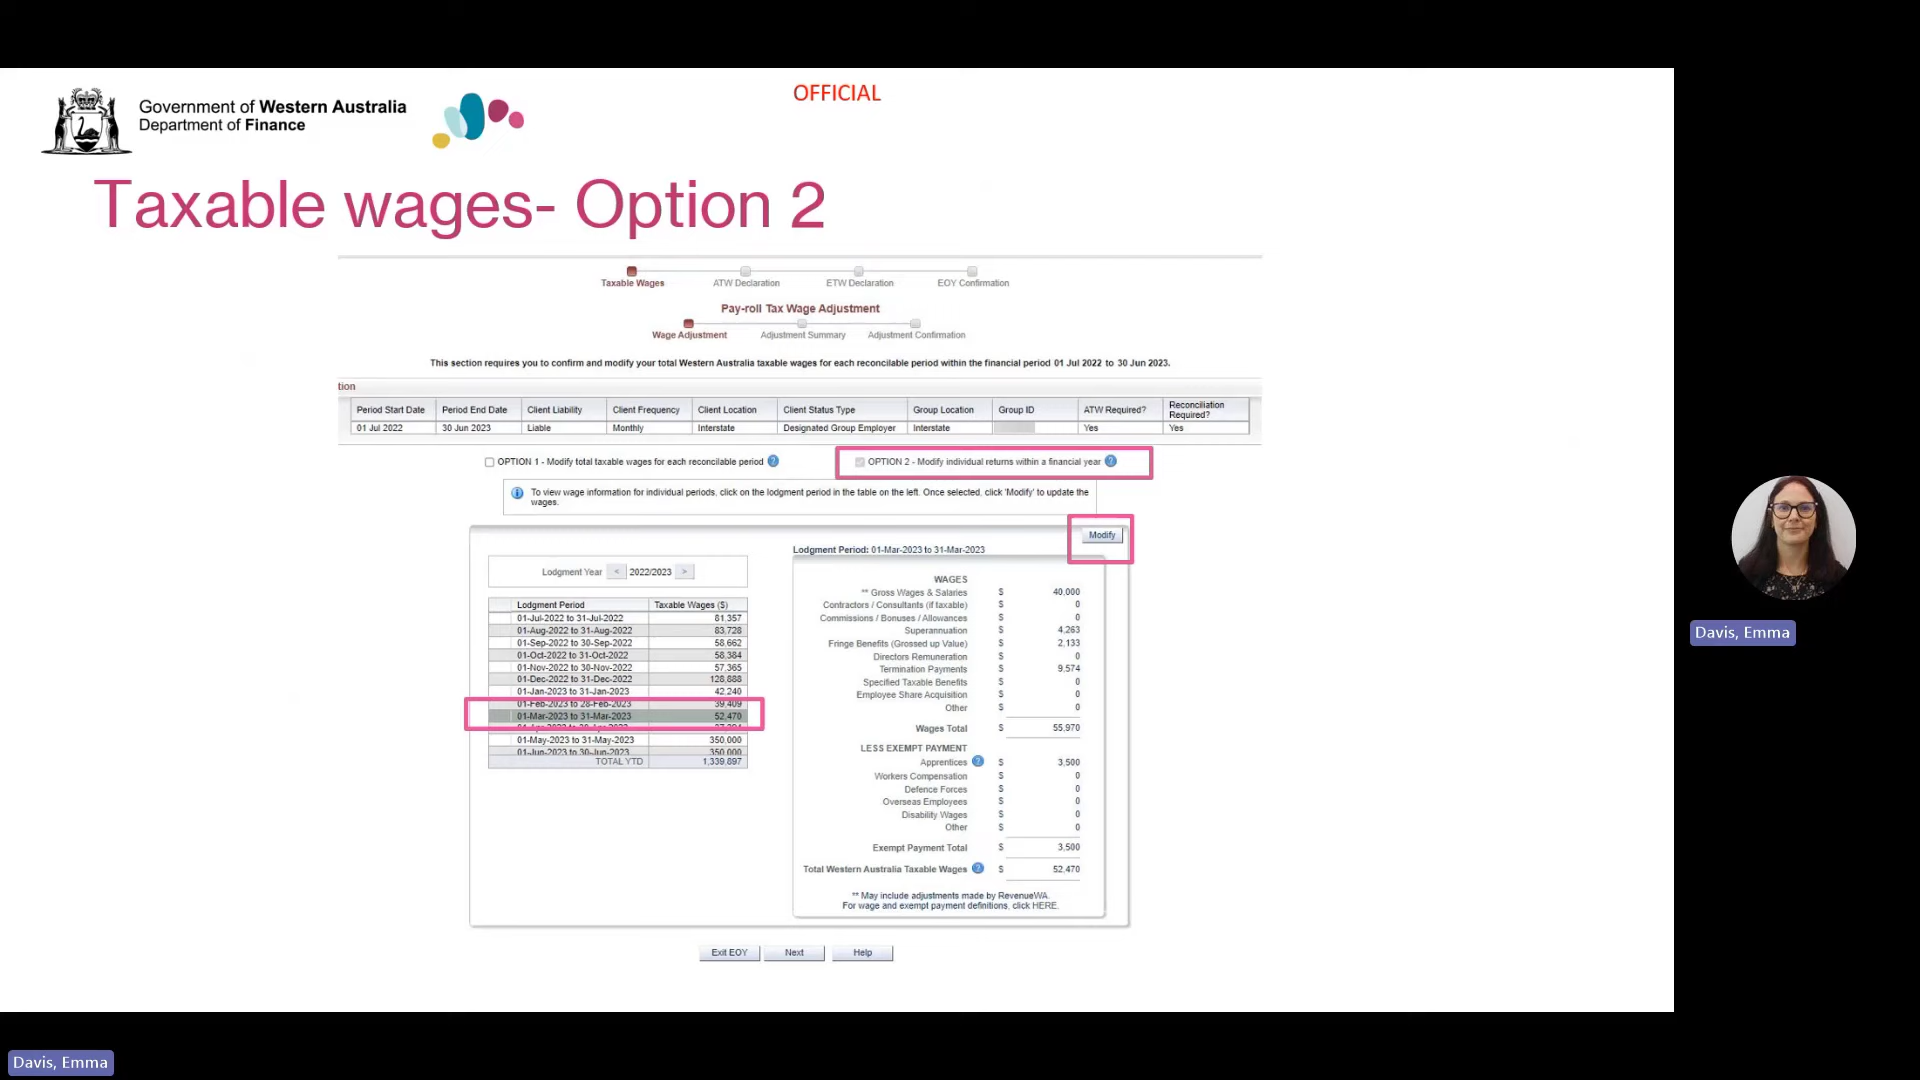 OFFICIAL
Government of Western Australia
Department of Finance
Taxable wages- Option 2
Taxable Wages
ATW Declaration
ETW Declaration
EOY Confirmation
Pay-roll Tax Wage Adjustment
Wage Adjustment
Adjustment Summary
Adjustment Confirmation
This section requires you to confirm and modify your total Western Australia taxable wages for each reconcilable period within the financial period 01 Jul 2022 to 30 Jun 2023.
tion
Period Start Date Period End Date Client Liability Client Frequency Client Location Client Status Type Group Location Group ID ATW Required? Reconciliation Required?
01 Jul 2022 30 Jun 2023 Liable Monthly Interstate Designated Group Employer Interstate Yes Yes
OPTION 1 - Modify total taxable wages for each reconcilable period ?
OPTION 2 - Modify individual returns within a financial year ?
To view wage information for individual periods, click on the lodgment period in the table on the left. Once selected, click 'Modify' to update the
wages.
Modify
Lodgment Year < 2022/2023 >
Lodgment Period Taxable Wages ($)
01-Jul-2022 to 31-Jul-2022 81,357
01-Aug-2022 to 31-Aug-2022 83,728
01-Sep-2022 to 30-Sep-2022 58,662
01-Oct-2022 to 31-Oct-2022 58,384
01-Nov-2022 to 30-Nov-2022 57,365
01-Dec-2022 to 31-Dec-2022 128,888
01-Jan-2023 to 31-Jan-2023 42,240
01-Feb-2023 to 28-Feb-2023 39,409
01-Mar-2023 to 31-Mar-2023 52,470
01-May-2023 to 31-May-2023 350,000
01-Jun-2023 to 30-Jun-2023 350,000
TOTAL YTD 1,339,897
Lodgment Period: 01-Mar-2023 to 31-Mar-2023
WAGES
** Gross Wages & Salaries $ 40,000
Contractors / Consultants (if taxable) $ 0
Commissions / Bonuses / Allowances $ 0
Superannuation $ 4,263
Fringe Benefits (Grossed up Value) $ 2,133
Directors Remuneration $ 0
Termination Payments $ 9,574
Specified Taxable Benefits $ 0
Employee Share Acquisition $ 0
Other $ 0
Wages Total $ 55,970
LESS EXEMPT PAYMENT
Apprentices ? $ 3,500
Workers Compensation $ 0
Defence Forces $ 0
Overseas Employees $ 0
Disability Wages $ 0
Other $ 0
Exempt Payment Total $ 3,500
Total Western Australia Taxable Wages ? $ 52,470
** May include adjustments made by RevenueWA.
For wage and exempt payment definitions, click HERE.
Exit EOY
Next
Help
Davis, Emma
Davis, Emma